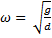 ω = √(g/d)